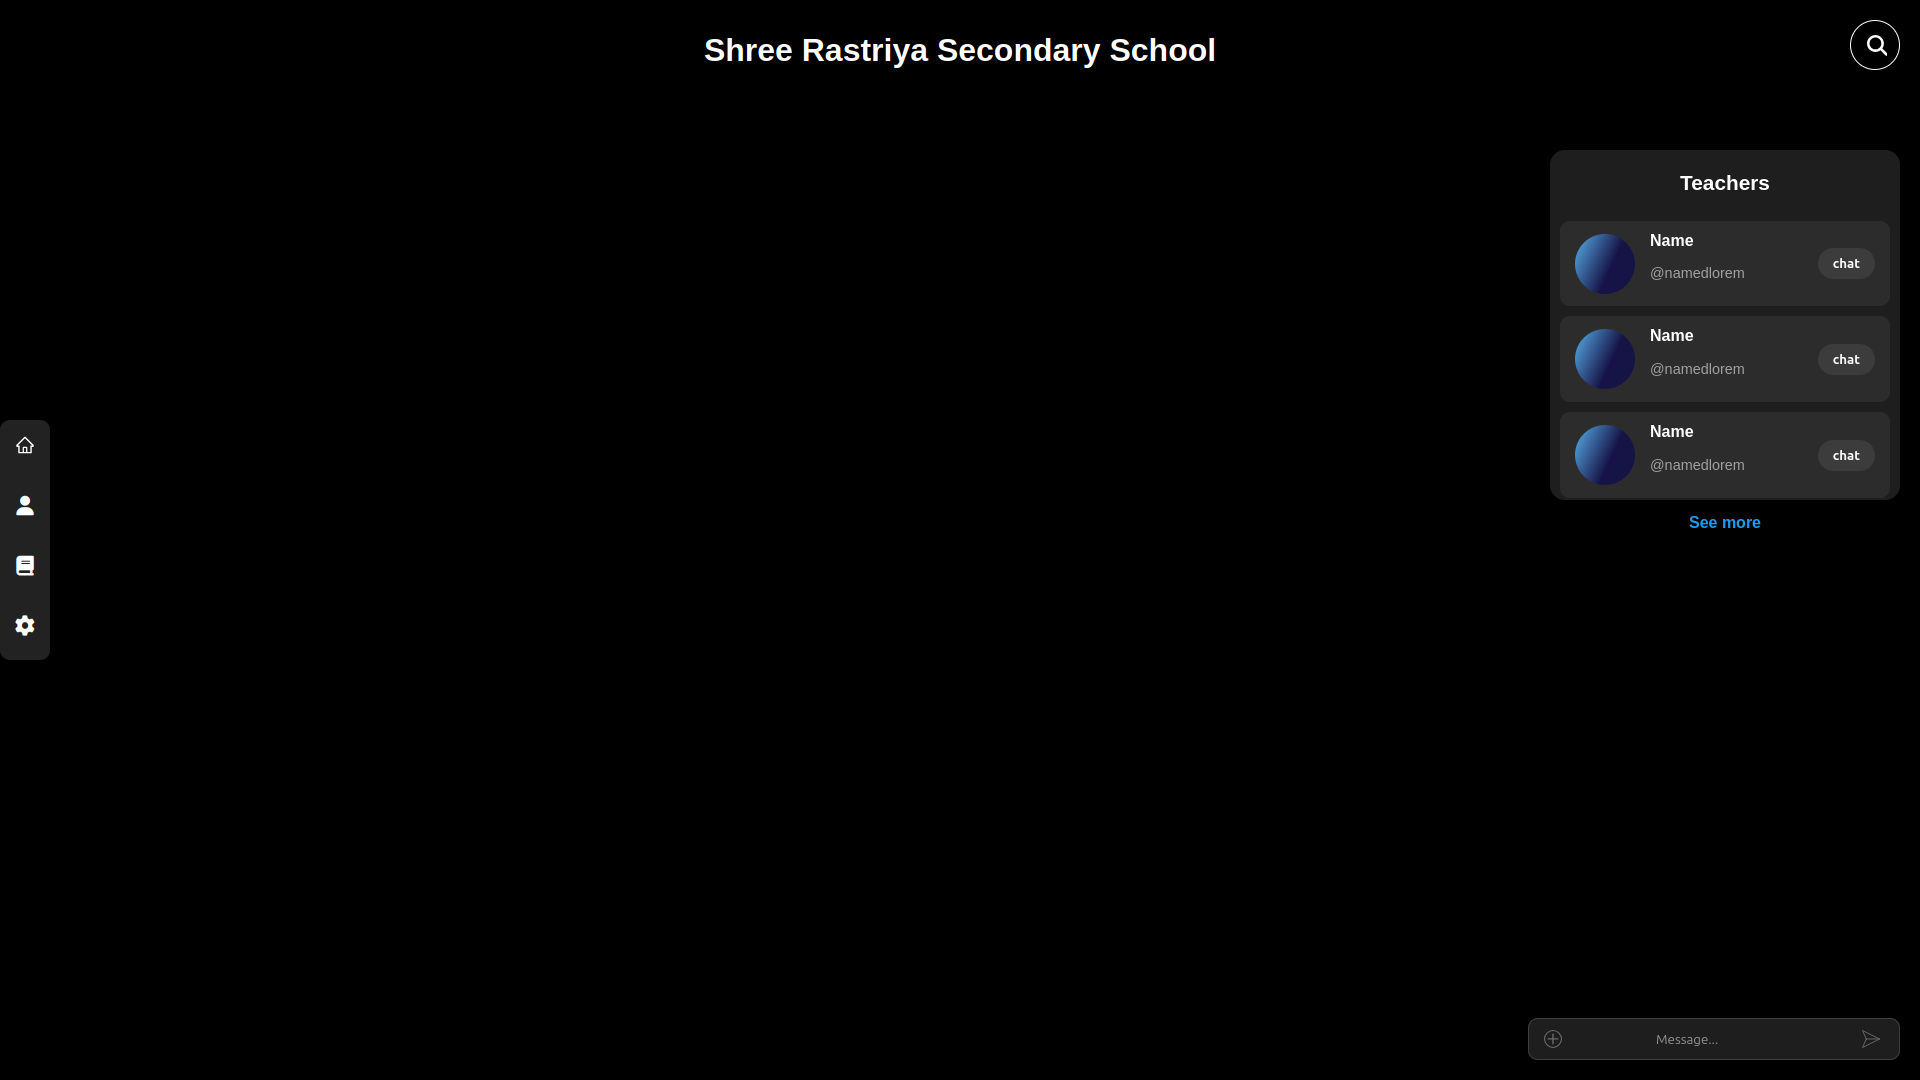 Shree Rastriya Secondary School
Teachers
Name
@namedlorem
chat
Name
@namedlorem
chat
Name
@namedlorem
chat
See more
Message...